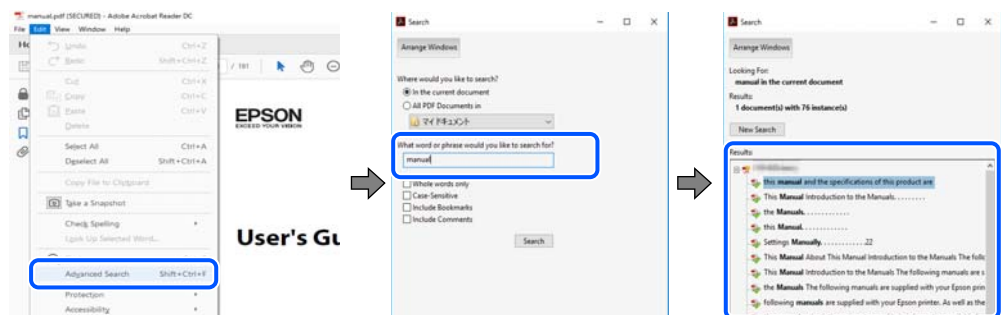 manual.pdf (SECURED) - Adobe Acrobat Reader DC
File Edit View Window Help
Undo Ctrl+Z
Redo Shift+Ctrl+Z
Cut Ctrl+X
Copy Ctrl+C
Paste Ctrl+V
Delete
Select All Ctrl+A
Deselect All Shift+Ctrl+A
Copy File to Clipboard
Take a Snapshot
Check Spelling
Look Up Selected Word...
Advanced Search Shift+Ctrl+F
Protection
Accessibility
/ 191
EPSON
EXCEED YOUR VISION
User's Gu
Search
Arrange Windows
Where would you like to search?
In the current document
All PDF Documents in
マイ ドキュメント
What word or phrase would you like to search for?
manual
Whole words only
Case-Sensitive
Include Bookmarks
Include Comments
Search
Search
Arrange Windows
Looking For:
manual in the current document
Results:
1 document(s) with 76 instance(s)
New Search
Results:
this manual and the specifications of this product are
This Manual Introduction to the Manuals. . . . . . . . .
the Manuals. . . . . . . . . . . . .
this Manual. . . . . . . . . . . . .
Settings Manually. . . . . . . . . . . . .22
This Manual About This Manual Introduction to the Manuals The follo
This Manual Introduction to the Manuals The following manuals are s
the Manuals The following manuals are supplied with your Epson prin
following manuals are supplied with your Epson printer. As well as the